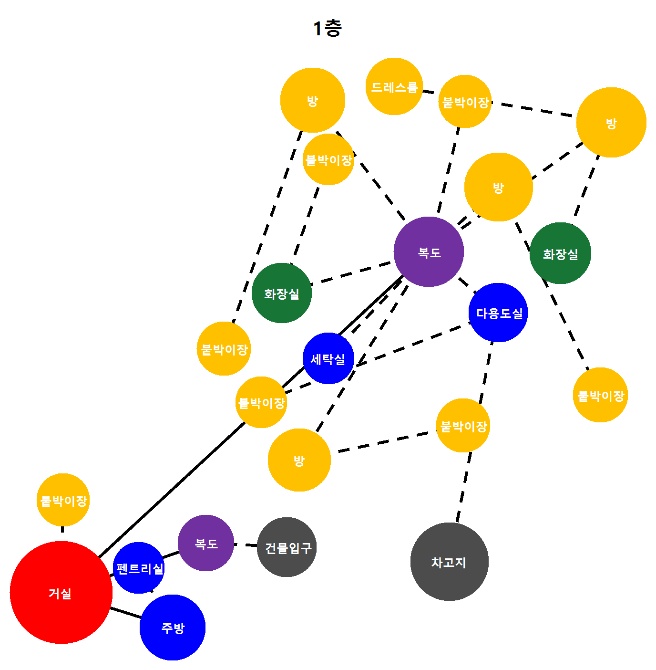 1층
드레스룸
방
붙박이장
방
붙박이장
방
복도
화장실
화장실
다용도실
붙박이장
세탁실
붙박이장
붙박이장
붙박이장
방
붙박이장
복도
건물입구
차고지
펜트리실
거실
주방